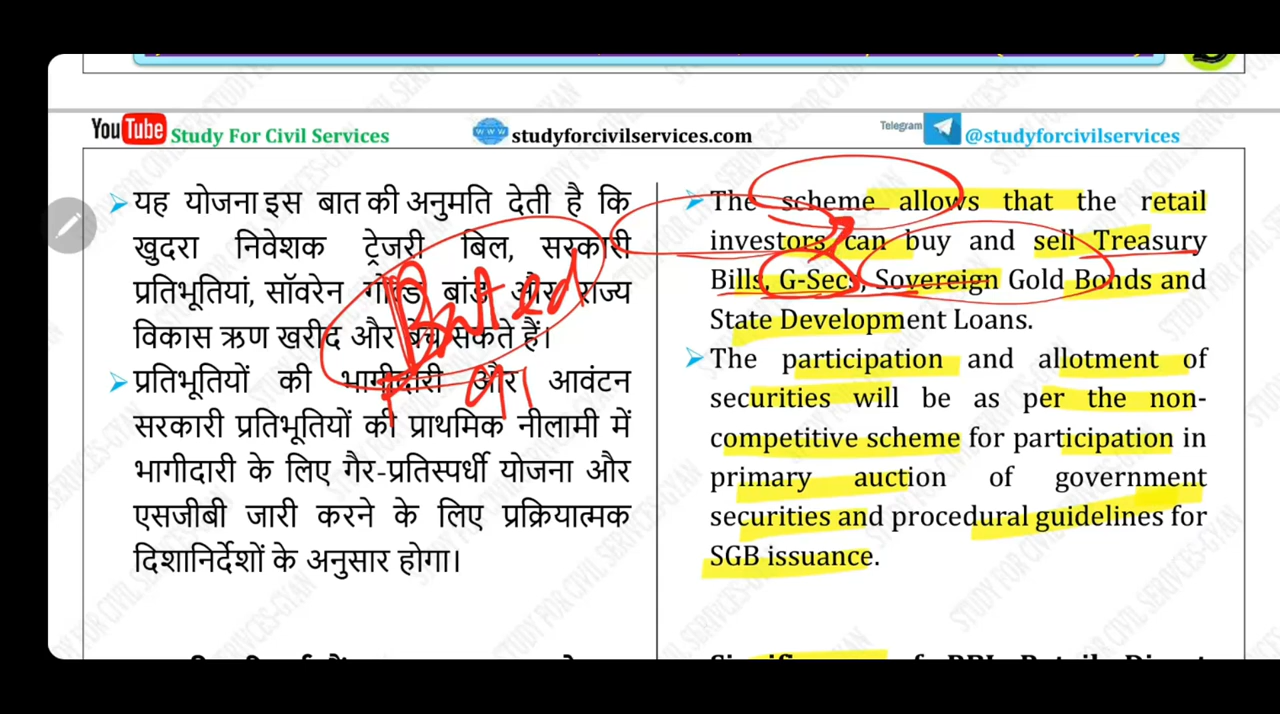 YouTube Study For Civil Services
www studyforcivilservices.com
Telegram @studyforcivilservices
यह योजना इस बात की अनुमति देती है कि
खुदरा निवेशक ट्रेजरी बिल, सरकारी
प्रतिभूतियां, सॉवरेन गोल्ड बांड और राज्य
विकास ऋण खरीद और बेच सकते हैं।
प्रतिभूतियों की भागीदारी और आवंटन
सरकारी प्रतिभूतियों की प्राथमिक नीलामी में
भागीदारी के लिए गैर-प्रतिस्पर्धी योजना और
एसजीबी जारी करने के लिए प्रक्रियात्मक
दिशानिर्देशों के अनुसार होगा।
The scheme allows that the retail
investors can buy and sell Treasury
Bills, G-Secs, Sovereign Gold Bonds and
State Development Loans.
The participation and allotment of
securities will be as per the non-
competitive scheme for participation in
primary auction of government
securities and procedural guidelines for
SGB issuance.